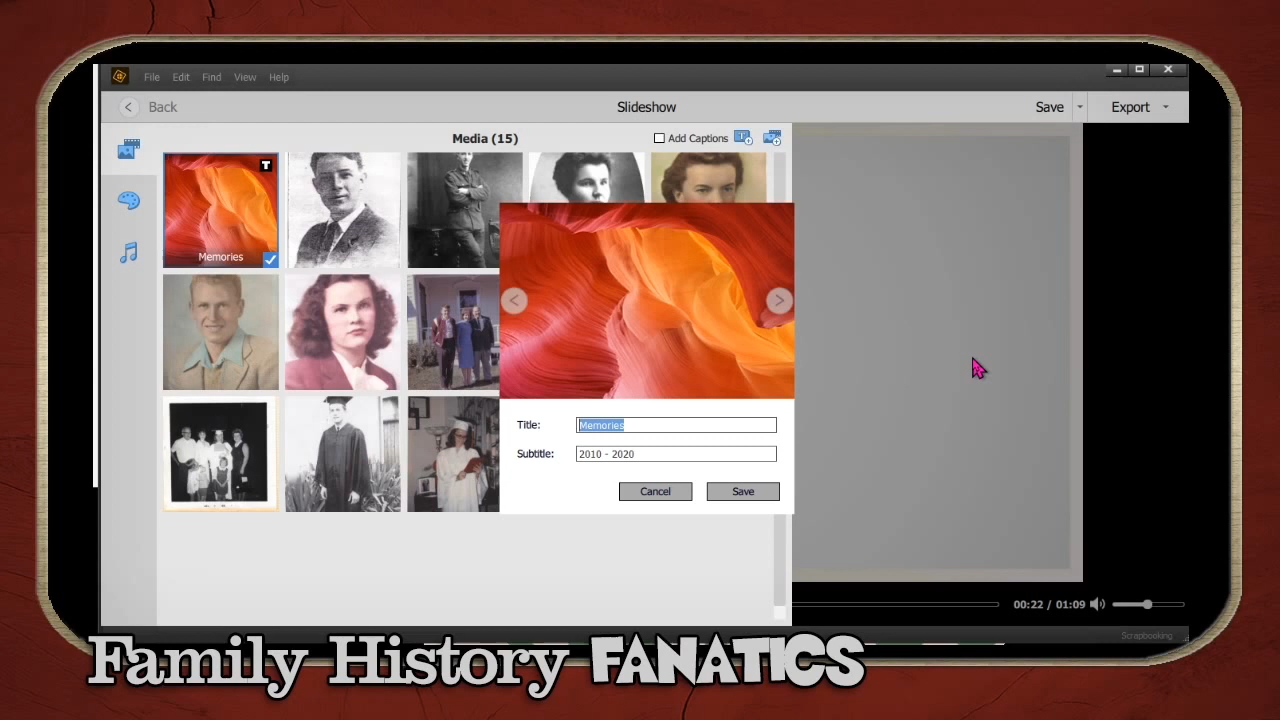 File Edit Find View Help
Back Slideshow Save Export
Media (15) Add Captions
T
Memories
Title: Memories
Subtitle: 2010 - 2020
Cancel Save
00:22 / 01:09
Scrapbooking
Family History FANATICS